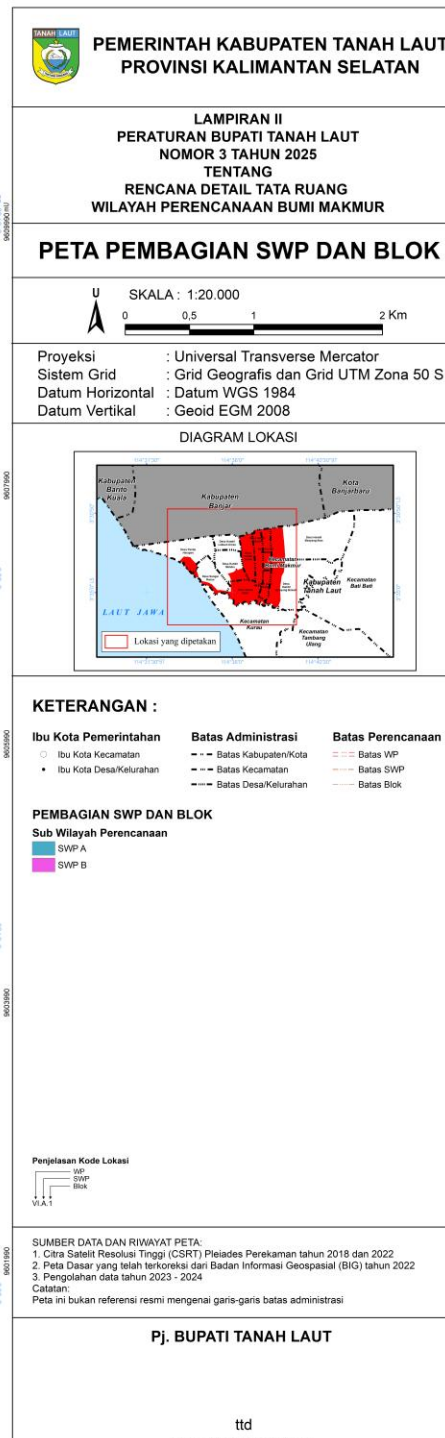 TANAH LAUT
PEMERINTAH KABUPATEN TANAH LAUT
PROVINSI KALIMANTAN SELATAN
LAMPIRAN II
PERATURAN BUPATI TANAH LAUT
NOMOR 3 TAHUN 2025
TENTANG
RENCANA DETAIL TATA RUANG
WILAYAH PERENCANAAN BUMI MAKMUR
PETA PEMBAGIAN SWP DAN BLOK
U
SKALA : 1:20.000
0 0,5 1 2 Km
Proyeksi : Universal Transverse Mercator
Sistem Grid : Grid Geografis dan Grid UTM Zona 50 S
Datum Horizontal : Datum WGS 1984
Datum Vertikal : Geoid EGM 2008
DIAGRAM LOKASI
Kabupaten
Barito
Kuala
Kabupaten
Banjar
Kota
Banjarbaru
Kecamatan
Bumi Makmur
Kabupaten
Tanah Laut
Kecamatan
Bati Bati
LAUT JAWA
Kecamatan
Kurau
Kecamatan
Tambang
Ulang
Lokasi yang dipetakan
KETERANGAN :
Ibu Kota Pemerintahan
Ibu Kota Kecamatan
Ibu Kota Desa/Kelurahan
Batas Administrasi
Batas Kabupaten/Kota
Batas Kecamatan
Batas Desa/Kelurahan
Batas Perencanaan
Batas WP
Batas SWP
Batas Blok
PEMBAGIAN SWP DAN BLOK
Sub Wilayah Perencanaan
SWP A
SWP B
Penjelasan Kode Lokasi
WP
SWP
Blok
VI.A.1
SUMBER DATA DAN RIWAYAT PETA:
1. Citra Satelit Resolusi Tinggi (CSRT) Pleiades Perekaman tahun 2018 dan 2022
2. Peta Dasar yang telah terkoreksi dari Badan Informasi Geospasial (BIG) tahun 2022
3. Pengolahan data tahun 2023 - 2024
Catatan:
Peta ini bukan referensi resmi mengenai garis-garis batas administrasi
Pj. BUPATI TANAH LAUT
ttd
9607990
9605990
9603990
9601990